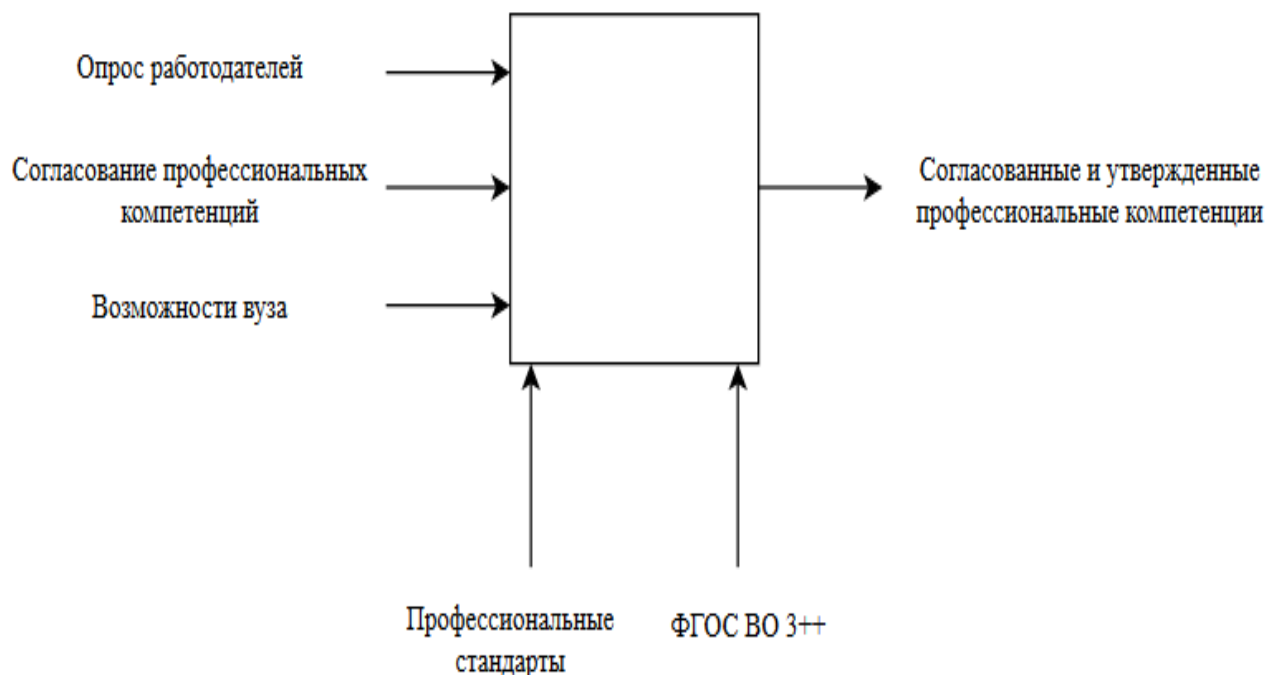 Опрос работодателей
Согласование профессиональных
компетенций
Возможности вуза
Согласованные и утвержденные
профессиональные компетенции
Профессиональные
стандарты
ФГОС ВО 3++